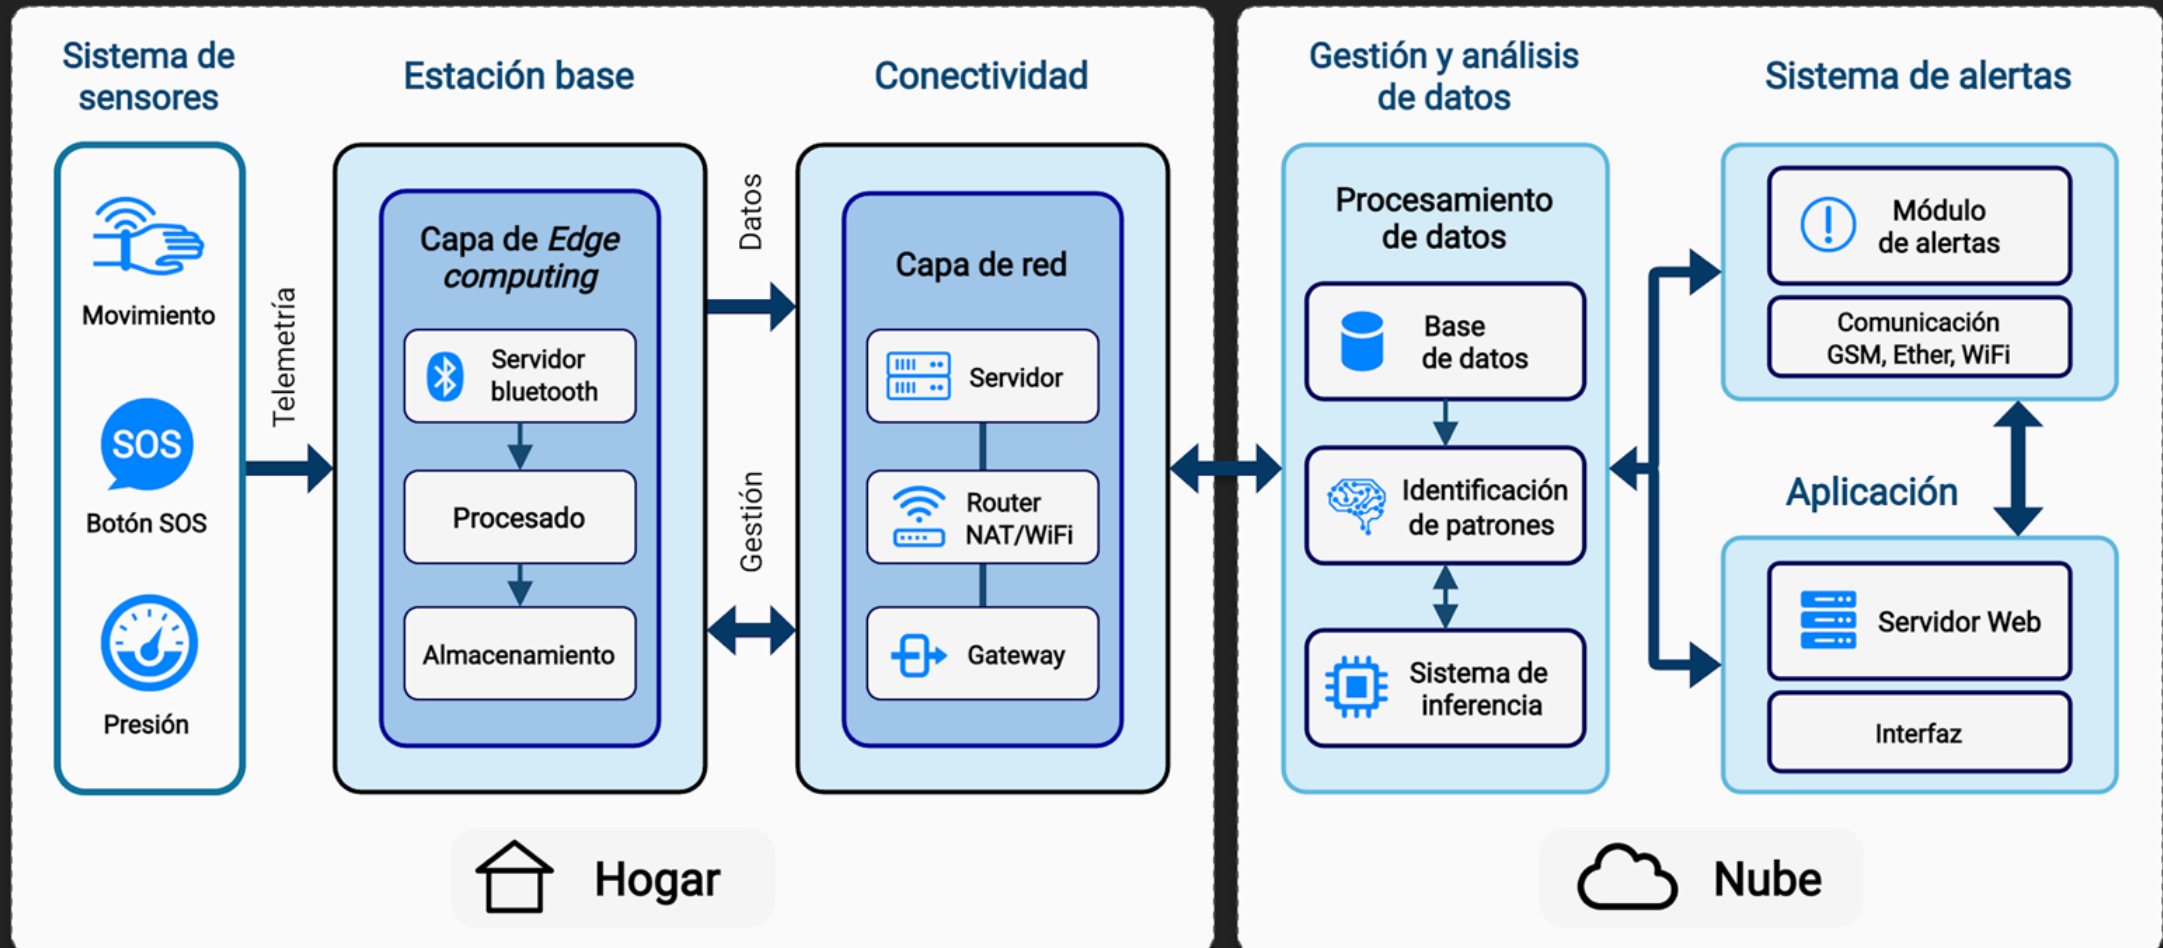 Sistema de
sensores
Movimiento
SOS
Botón SOS
Presión
Telemetría
Estación base
Capa de Edge
computing
Servidor
bluetooth
Procesado
Almacenamiento
Datos
Gestión
Conectividad
Capa de red
Servidor
Router
NAT/WiFi
Gateway
Hogar
Gestión y análisis
de datos
Procesamiento
de datos
Base
de datos
Identificación
de patrones
Sistema de
inferencia
Sistema de alertas
Módulo
de alertas
Comunicación
GSM, Ether, WiFi
Aplicación
Servidor Web
Interfaz
Nube